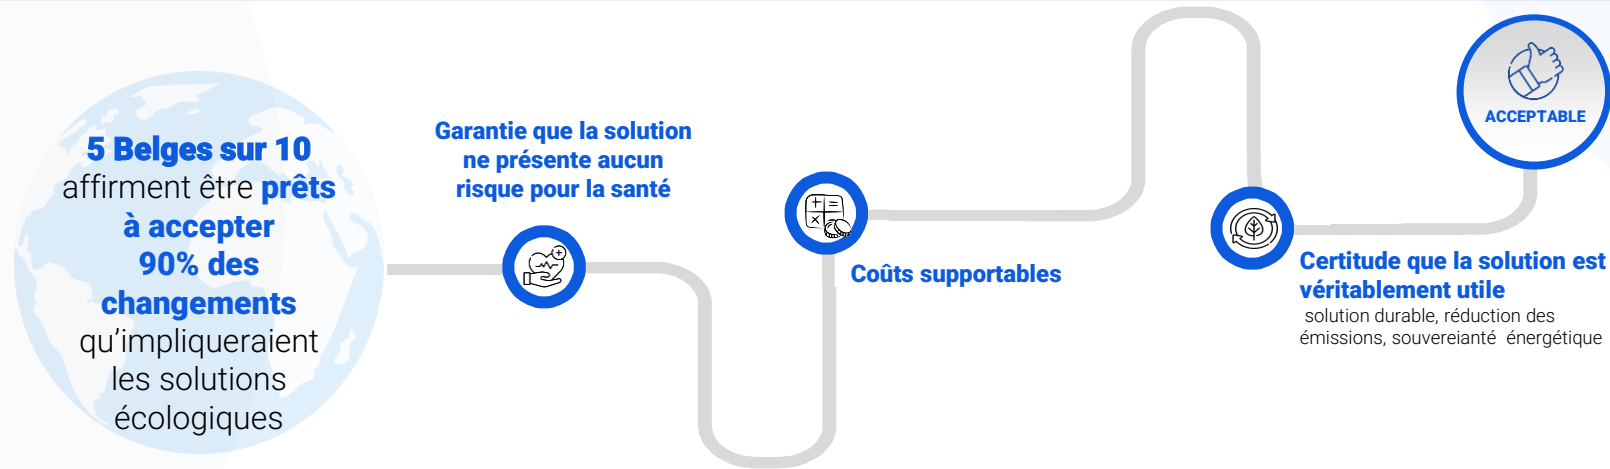 5 Belges sur 10
affirment être prêts
à accepter
90% des
changements
qu'impliqueraient
les solutions
écologiques
Garantie que la solution
ne présente aucun
risque pour la santé
Coûts supportables
Certitude que la solution est
véritablement utile
solution durable, réduction des
émissions, souvereianté énergétique
ACCEPTABLE